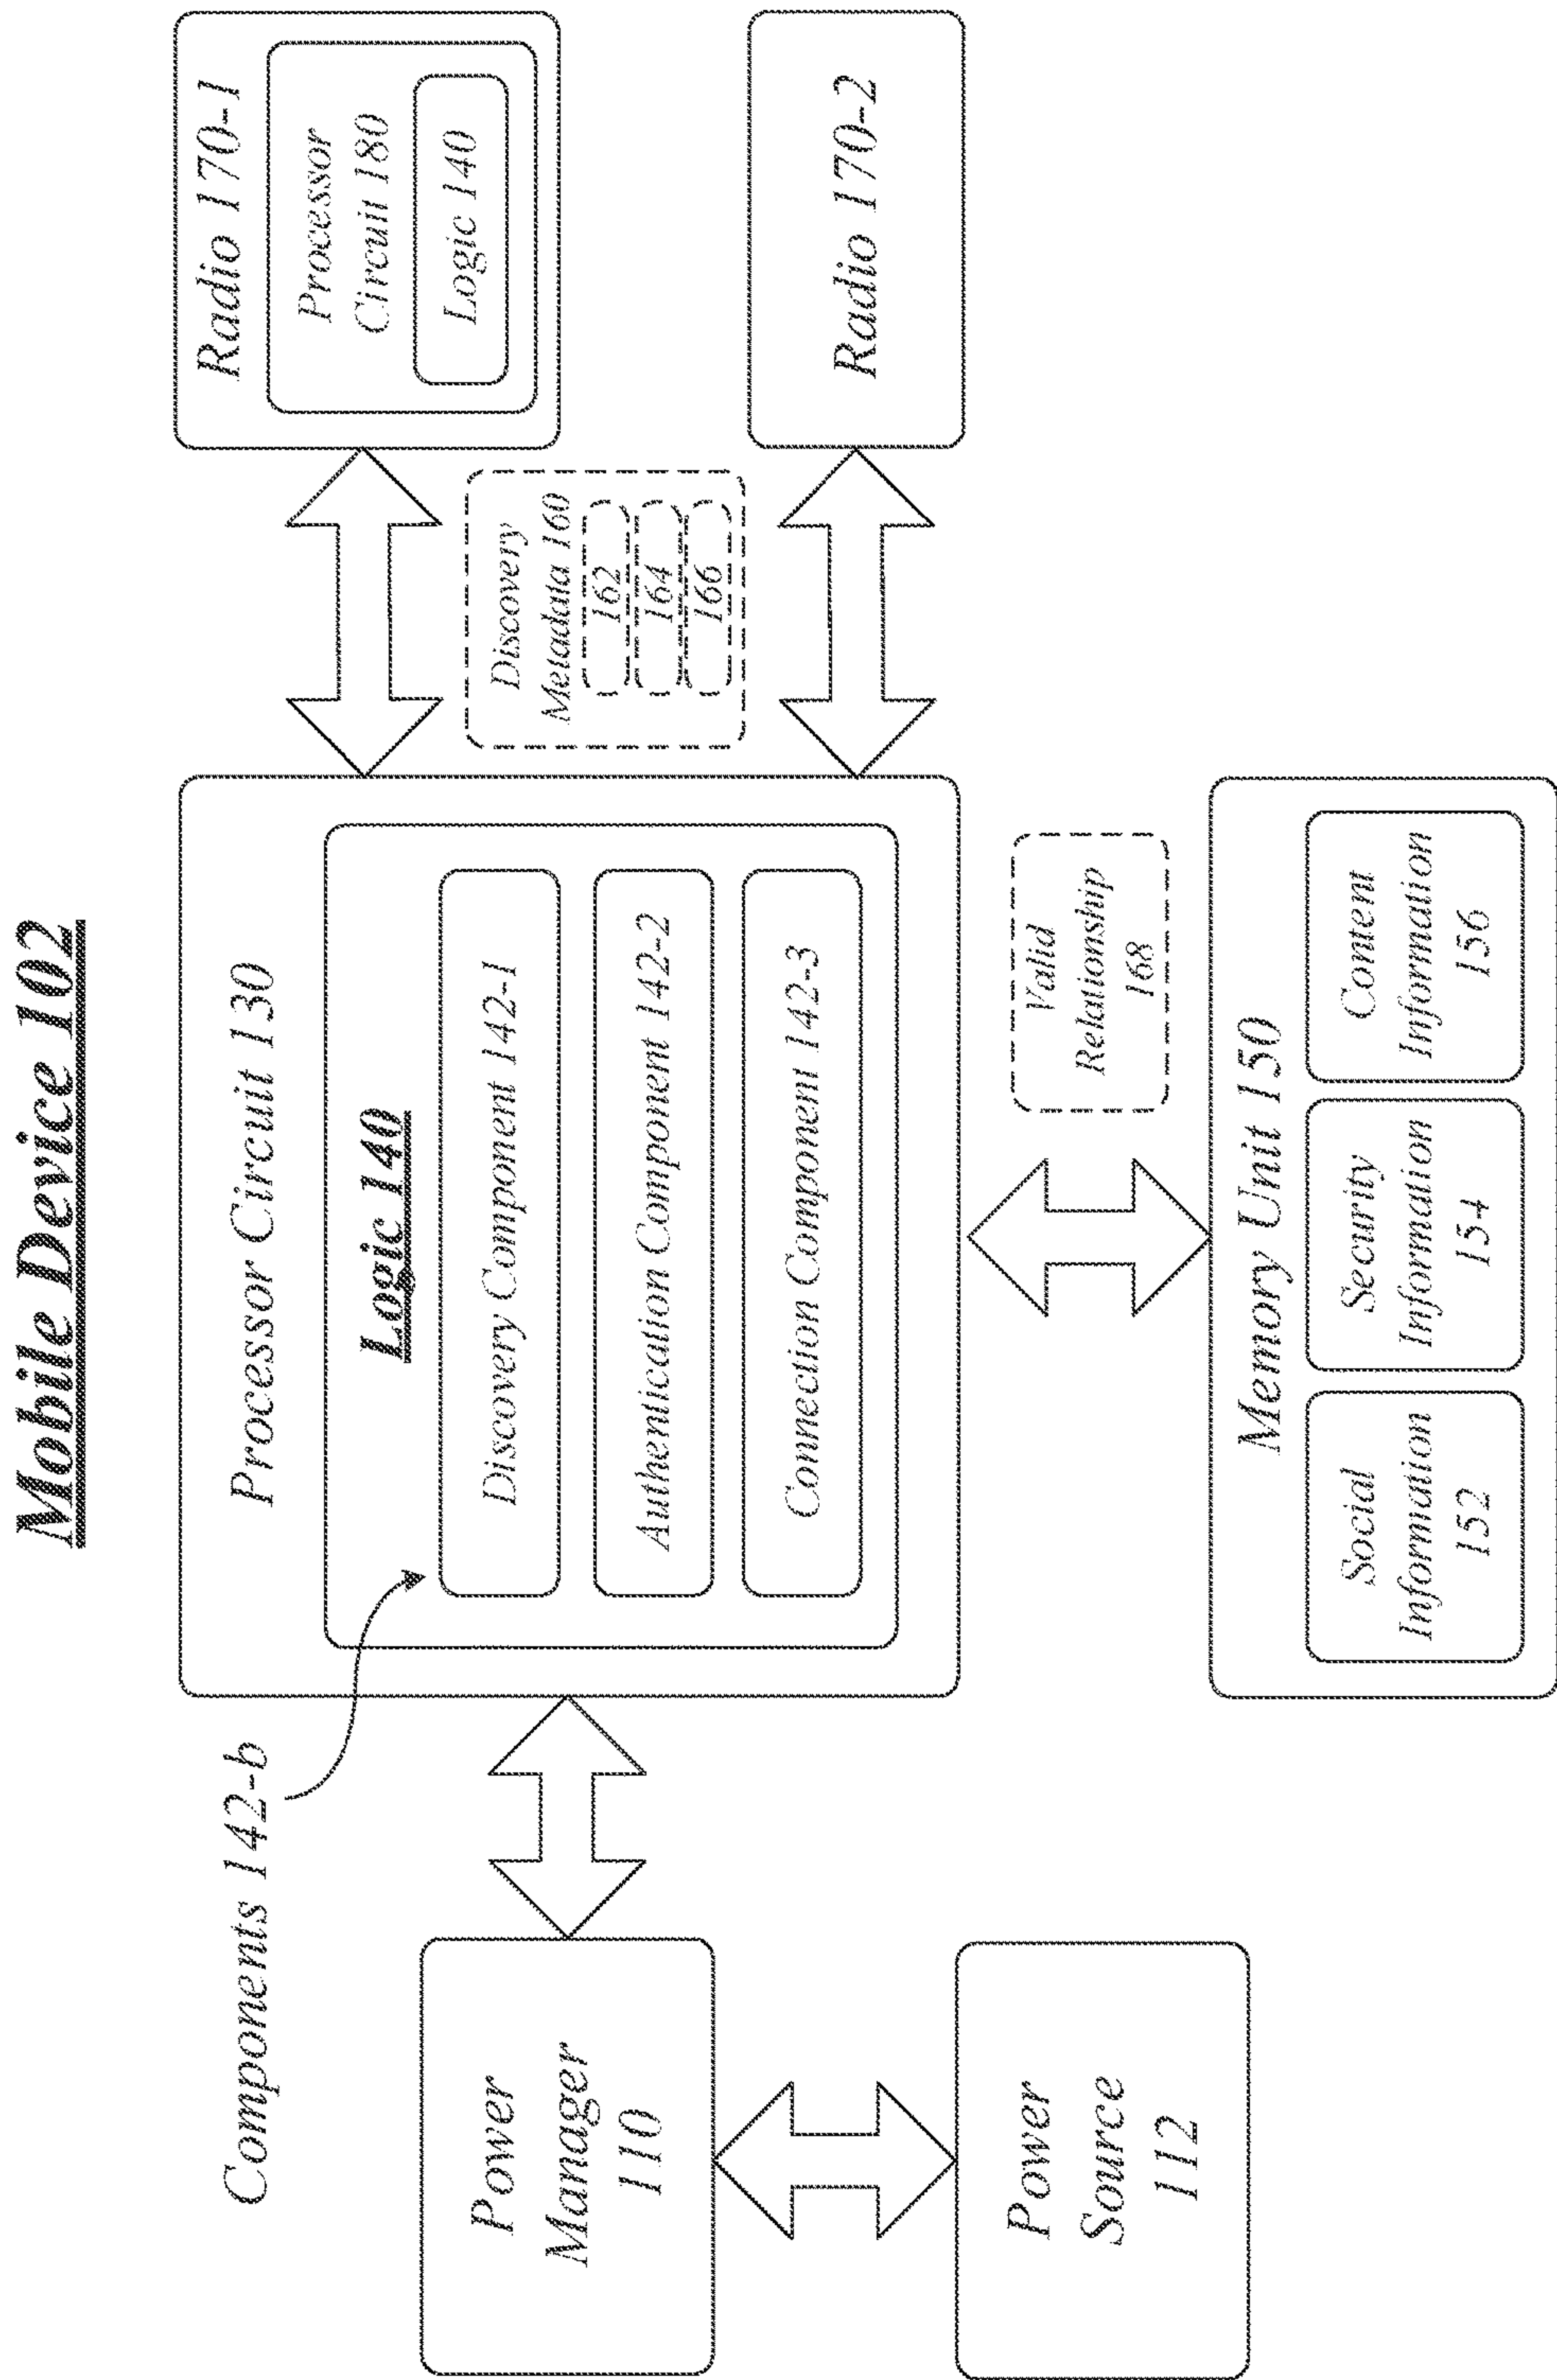 Mobile Device 102
Components 142-b
Processor Circuit 130
Logic 140
Discovery Component 142-1
Authentication Component 142-2
Connection Component 142-3
Power
Manager
110
Power
Source
112
Radio 170-1
Processor
Circuit 180
Logic 140
Discovery
Metadata 160
162
164
166
Radio 170-2
Valid
Relationship
168
Memory Unit 150
Social
Information
152
Security
Information
154
Content
Information
156